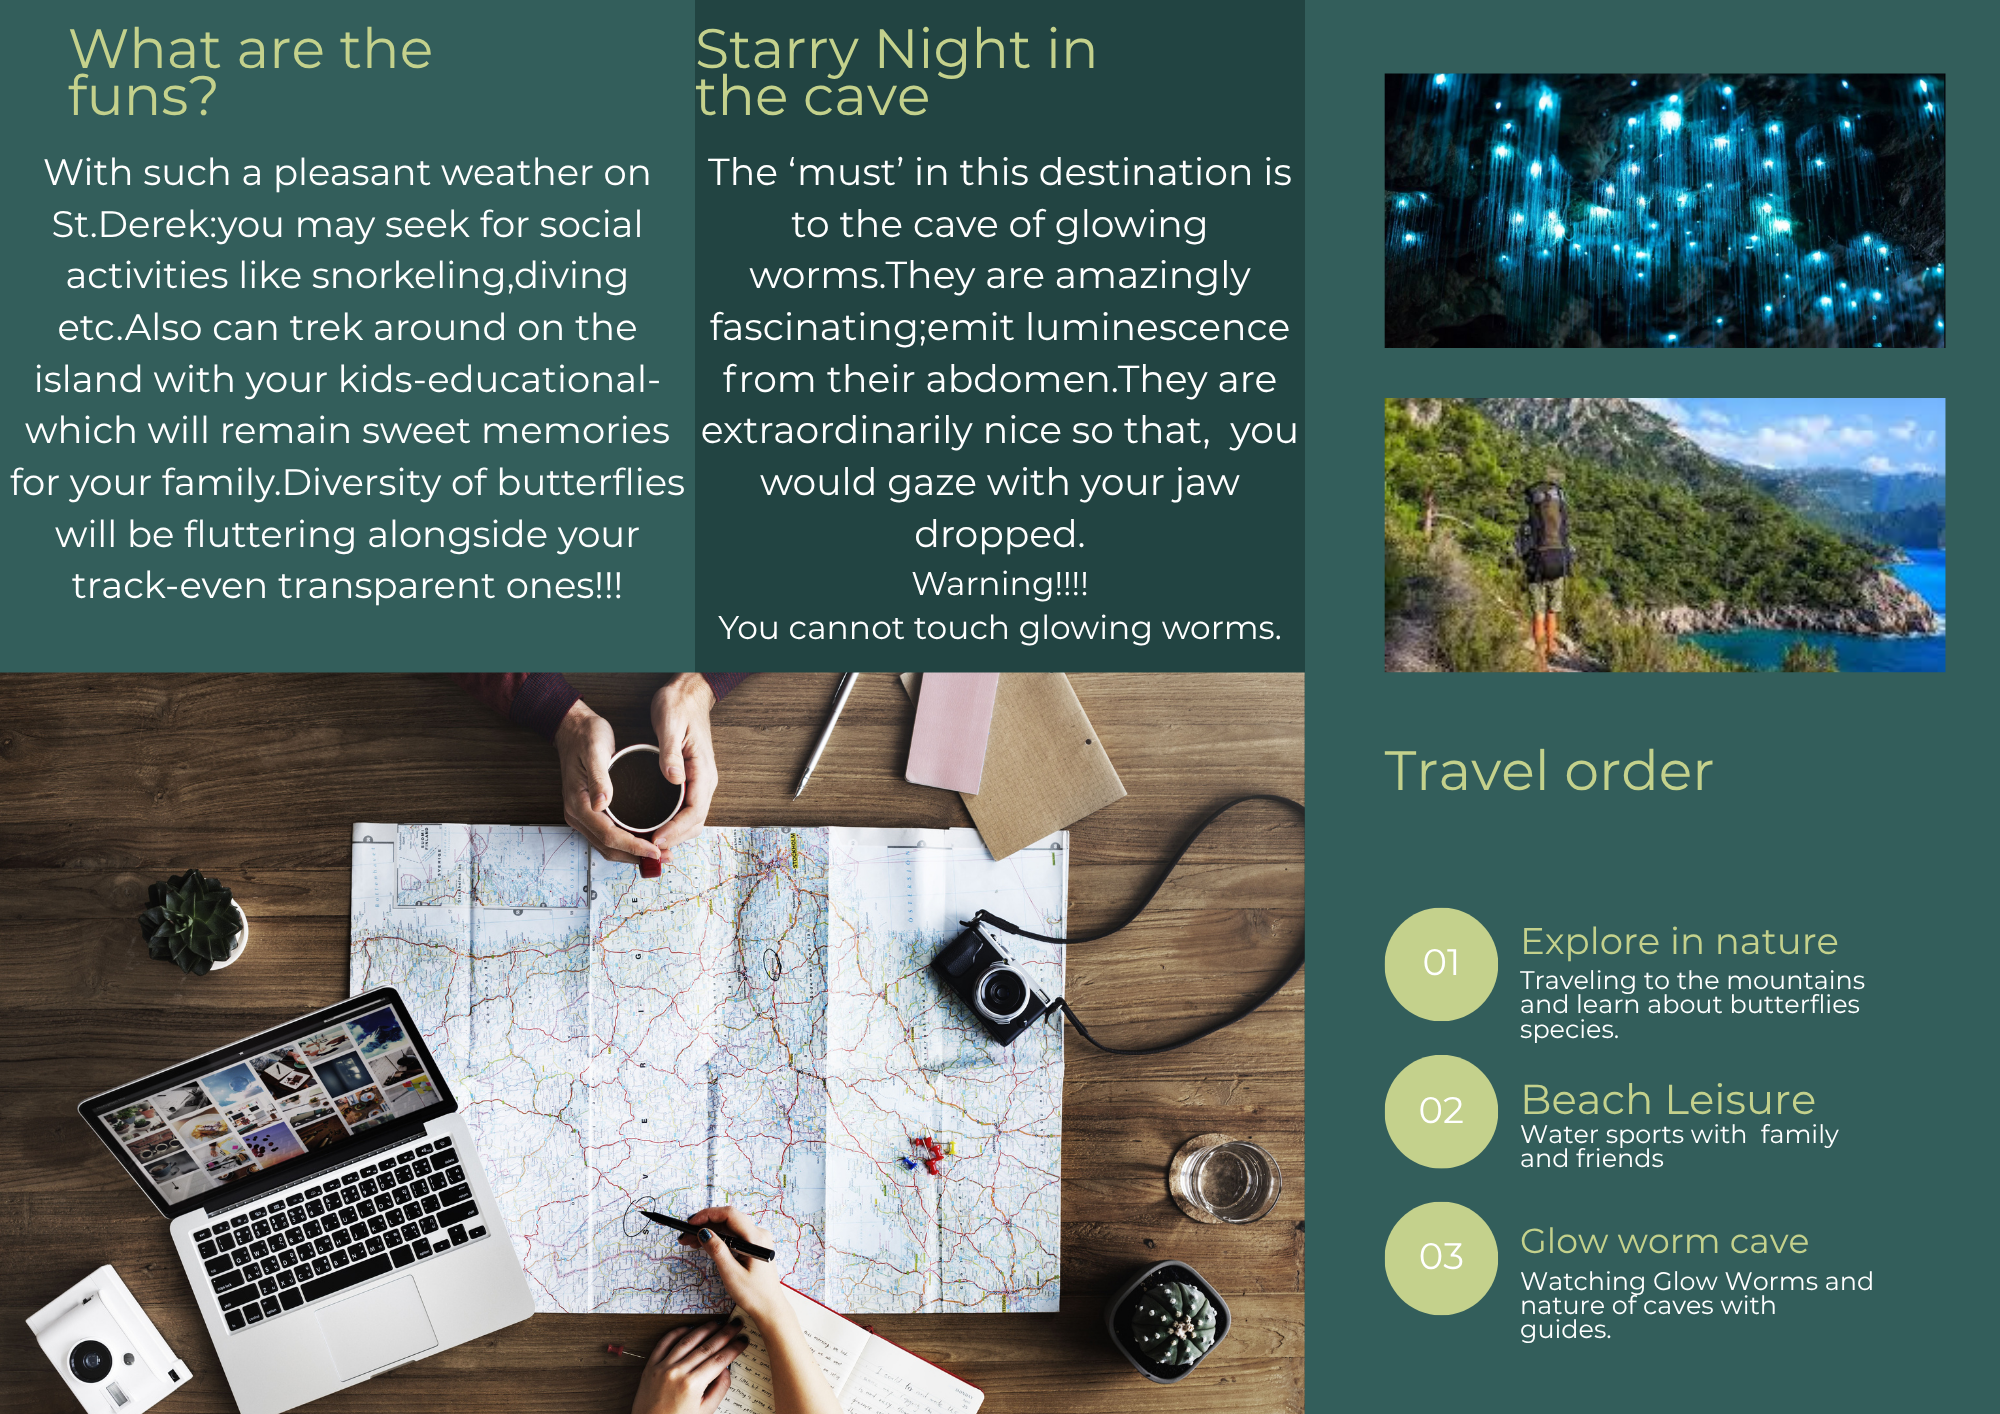 What are the
funs?
With such a pleasant weather on
St.Derek:you may seek for social
activities like snorkeling,diving
etc.Also can trek around on the
island with your kids-educational-
which will remain sweet memories
for your family.Diversity of butterflies
will be fluttering alongside your
track-even transparent ones!!!
Starry Night in
the cave
The ‘must’ in this destination is
to the cave of glowing
worms.They are amazingly
fascinating;emit luminescence
from their abdomen.They are
extraordinarily nice so that,  you
would gaze with your jaw
dropped.
Warning!!!!
You cannot touch glowing worms.
STOCKHOLM
Travel order
01
Explore in nature
Traveling to the mountains
and learn about butterflies
species.
02
Beach Leisure
Water sports with  family
and friends
03
Glow worm cave
Watching Glow Worms and
nature of caves with
guides.